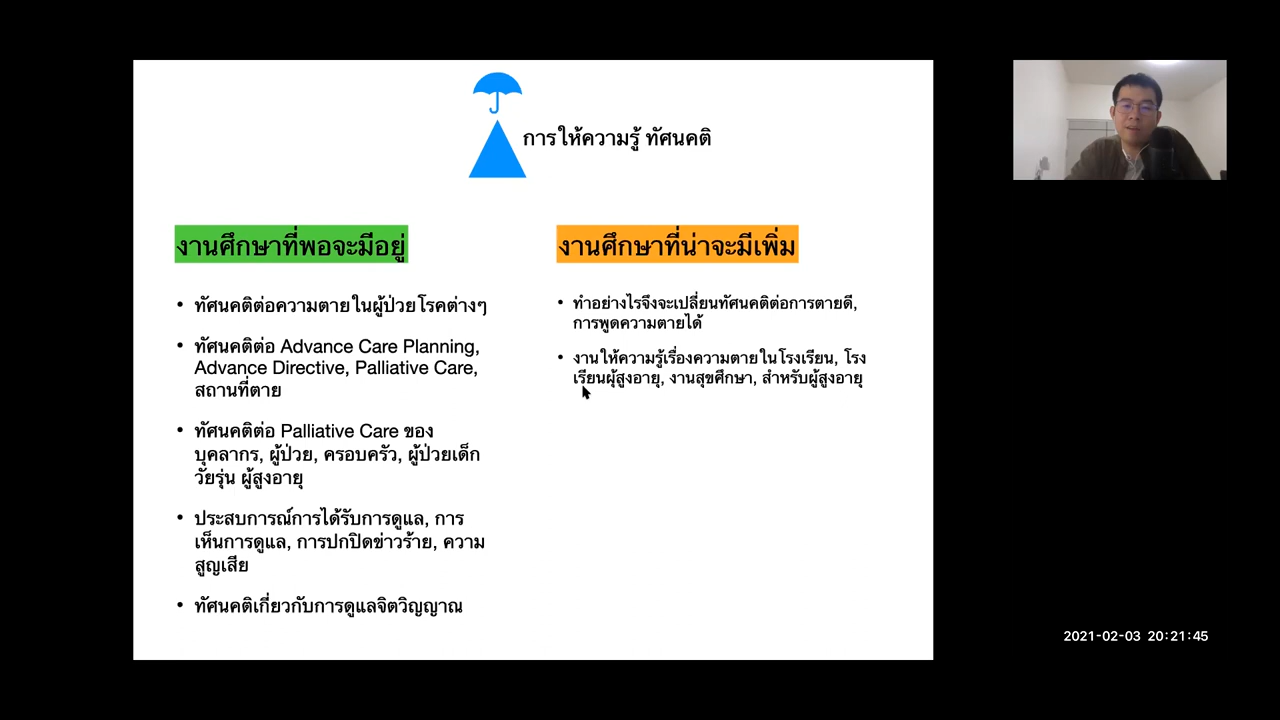 การให้ความรู้ ทัศนคติ
งานศึกษาที่พอจะมีอยู่
• ทัศนคติต่อความตายในผู้ป่วยโรคต่างๆ
• ทัศนคติต่อ Advance Care Planning,
Advance Directive, Palliative Care,
สถานที่ตาย
• ทัศนคติต่อ Palliative Care ของ
บุคลากร, ผู้ป่วย, ครอบครัว, ผู้ป่วยเด็ก
วัยรุ่น ผู้สูงอายุ
• ประสบการณ์การได้รับการดูแล, การ
เห็นการดูแล, การปกปิดข่าวร้าย, ความ
สูญเสีย
• ทัศนคติเกี่ยวกับการดูแลจิตวิญญาณ
งานศึกษาที่น่าจะมีเพิ่ม
• ทำอย่างไรจึงจะเปลี่ยนทัศนคติต่อการตายดี,
การพูดความตายได้
• งานให้ความรู้เรื่องความตายในโรงเรียน, โรง
เรียนผุ้สูงอายุ, งานสุขศึกษา, สำหรับผู้สูงอายุ
2021-02-03 20:21:45